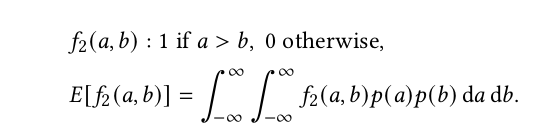 f₂(a, b) : 1 if a > b, 0 otherwise,
E[f₂(a, b)] = ∫_{-∞}^{∞} ∫_{-∞}^{∞} f₂(a, b)p(a)p(b) da db.